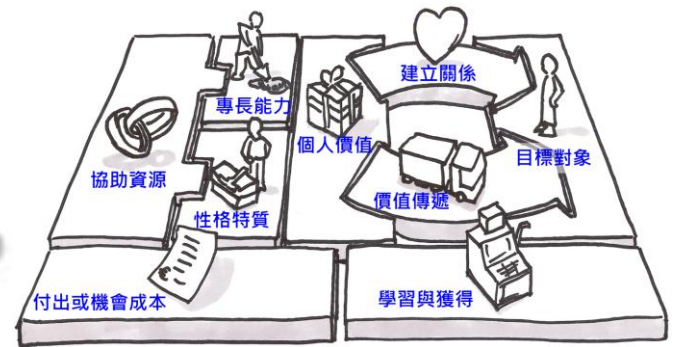 建立關係
專長能力
個人價值
目標對象
協助資源
價值傳遞
性格特質
付出或機會成本
學習與獲得